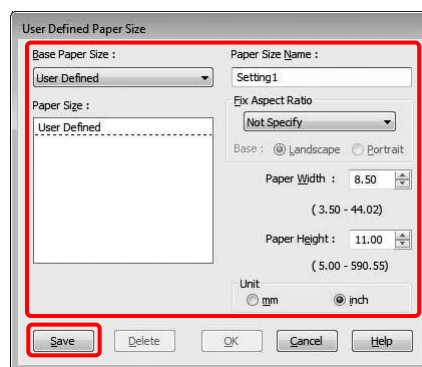 User Defined Paper Size
Base Paper Size :
User Defined
Paper Size :
User Defined
Paper Size Name :
Setting1
Fix Aspect Ratio
Not Specify
Base : Landscape Portrait
Paper Width : 8.50
( 3.50 - 44.02)
Paper Height : 11.00
( 5.00 - 590.55)
Unit
mm inch
Save Delete OK Cancel Help